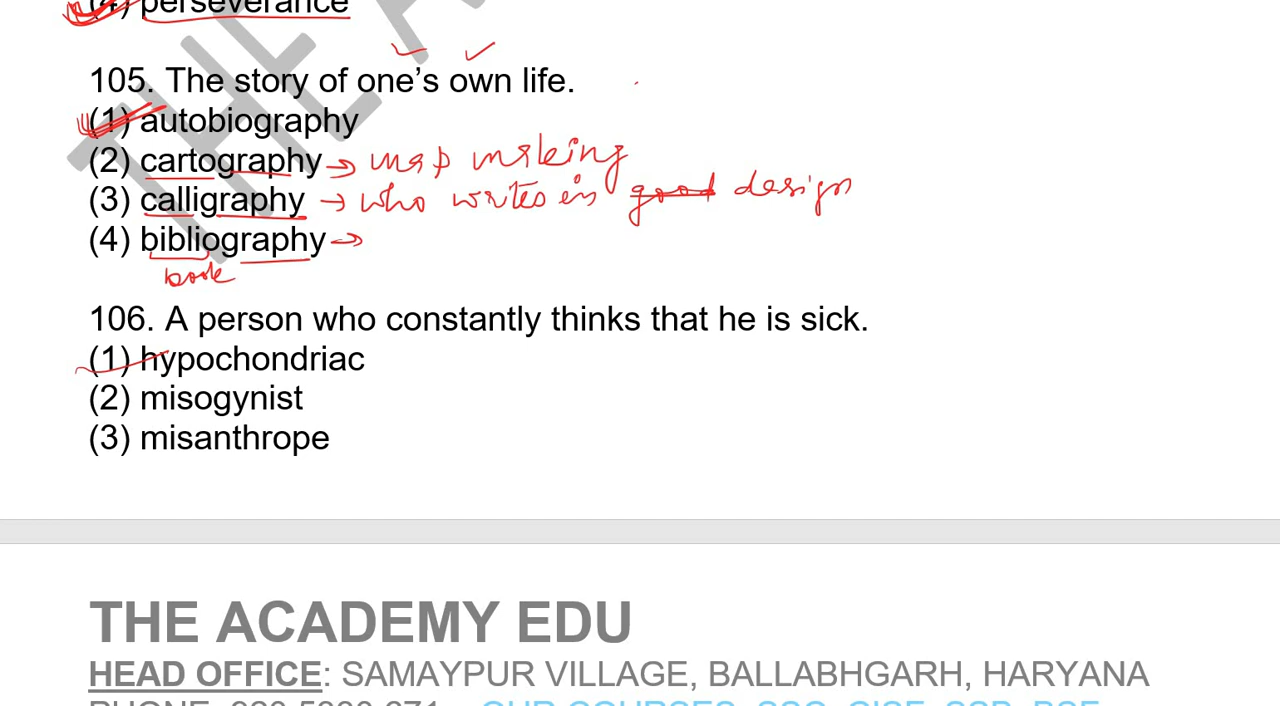 (4) perseverance
105. The story of one's own life.
(1) autobiography
(2) cartography → map making
(3) calligraphy → who writes in good design
(4) bibliography →
book
106. A person who constantly thinks that he is sick.
(1) hypochondriac
(2) misogynist
(3) misanthrope
THE ACADEMY EDU
HEAD OFFICE: SAMAYPUR VILLAGE, BALLABHGARH, HARYANA